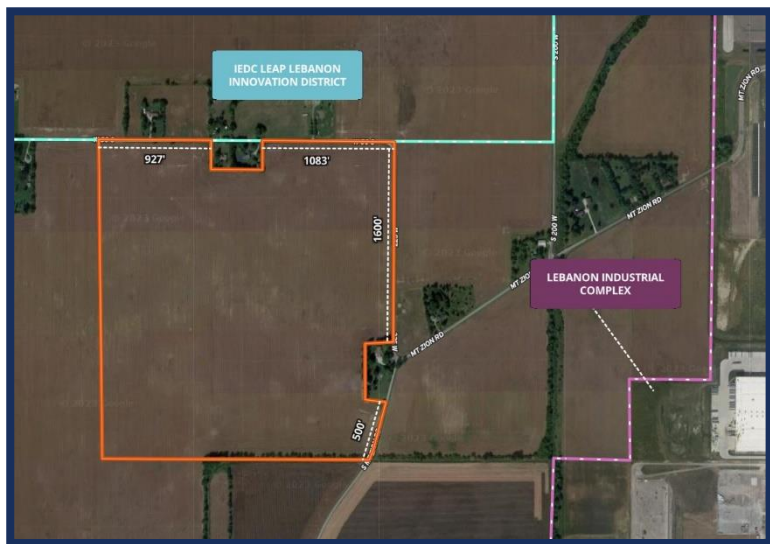 IEDC LEAP LEBANON
INNOVATION DISTRICT
S 200 W
MT ZION RD
927'
1083'
1600'
S 200 W
MT ZION RD
LEBANON INDUSTRIAL
COMPLEX
MT ZION RD
500'